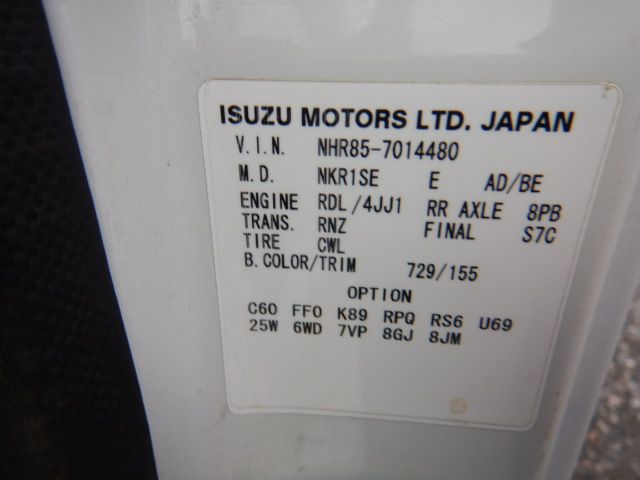 ISUZU MOTORS LTD. JAPAN
V.I.N. NHR85-7014480
M.D. NKR1SE E AD/BE
ENGINE RDL/4JJ1 RR AXLE 8PB
TRANS. RNZ FINAL S7C
TIRE CWL
B.COLOR/TRIM 729/155
OPTION
C60 FF0 K89 RPQ RS6 U69
25W 6WD 7VP 8GJ 8JM